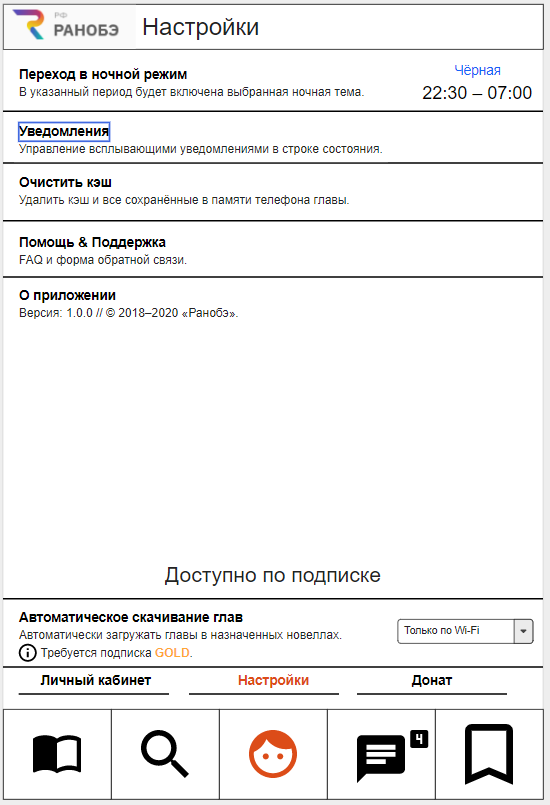 РФ
РАНОБЭ
Настройки
Переход в ночной режим
Чёрная
В указанный период будет включена выбранная ночная тема.
22:30 – 07:00
Уведомления
Управление всплывающими уведомлениями в строке состояния.
Очистить кэш
Удалить кэш и все сохранённые в памяти телефона главы.
Помощь & Поддержка
FAQ и форма обратной связи.
О приложении
Версия: 1.0.0 // © 2018–2020 «Ранобэ».
Доступно по подписке
Автоматическое скачивание глав
Автоматически загружать главы в назначенных новеллах.
Только по Wi-Fi
Требуется подписка GOLD.
Личный кабинет
Настройки
Донат
4